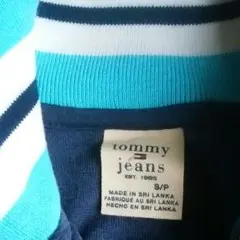 tommy
jeans
EST. 1985
S/P
MADE IN SRI LANKA
FABRIQUÉ AU SRI LANKA
HECHO EN SRI LANKA